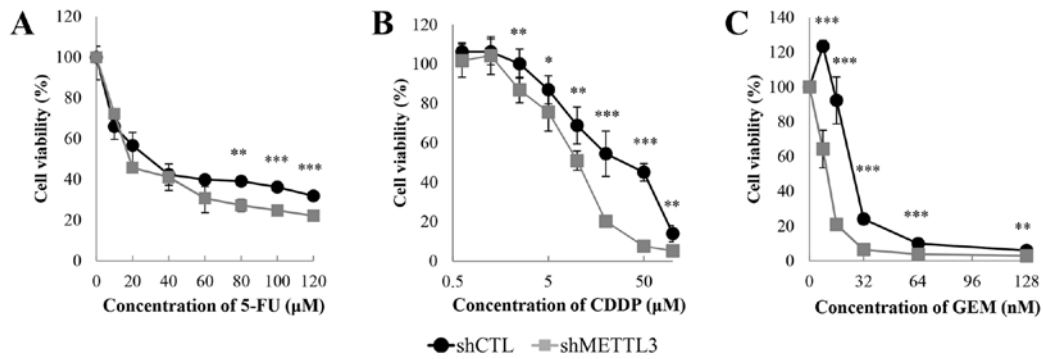 A
Cell viability (%)
120
100
80
60
40
20
0
**
***
***
0 20 40 60 80 100 120
Concentration of 5-FU (μM)
B
Cell viability (%)
120
100
80
60
40
20
0
**
*
**
***
***
**
0.5 5 50
Concentration of CDDP (μM)
C
Cell viability (%)
140
120
100
80
60
40
20
0
***
***
***
***
**
0 32 64 96 128
Concentration of GEM (nM)
shCTL shMETTL3